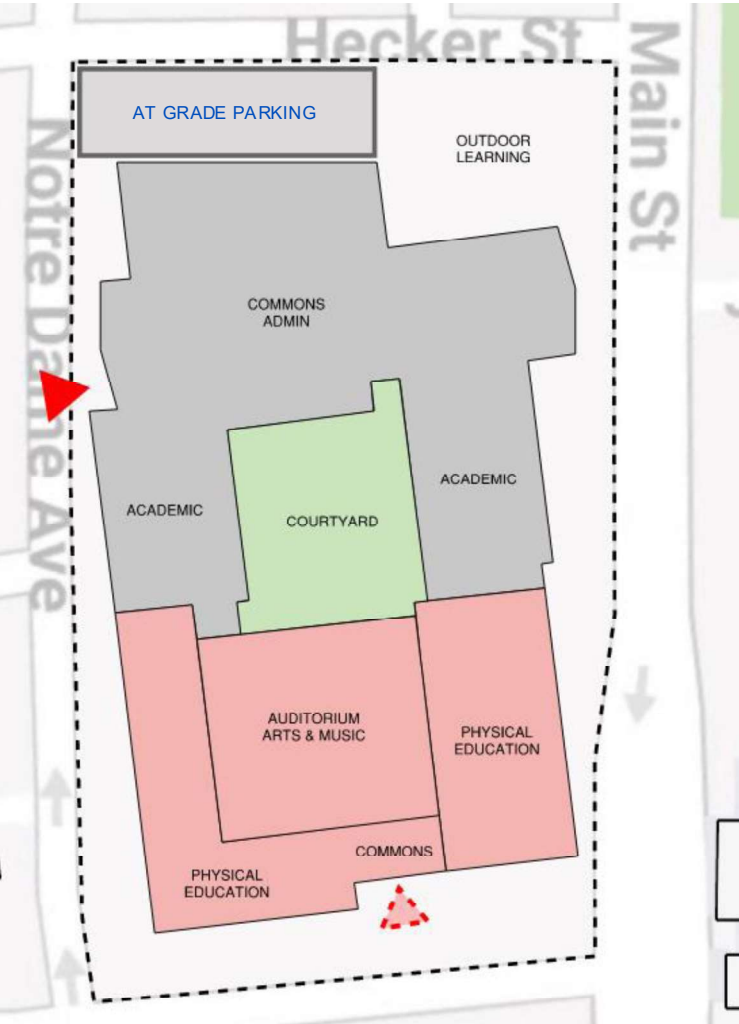 Hecker St
Main St
Notre Dame Ave
AT GRADE PARKING
OUTDOOR
LEARNING
COMMONS
ADMIN
ACADEMIC
ACADEMIC
COURTYARD
AUDITORIUM
ARTS & MUSIC
PHYSICAL
EDUCATION
COMMONS
PHYSICAL
EDUCATION